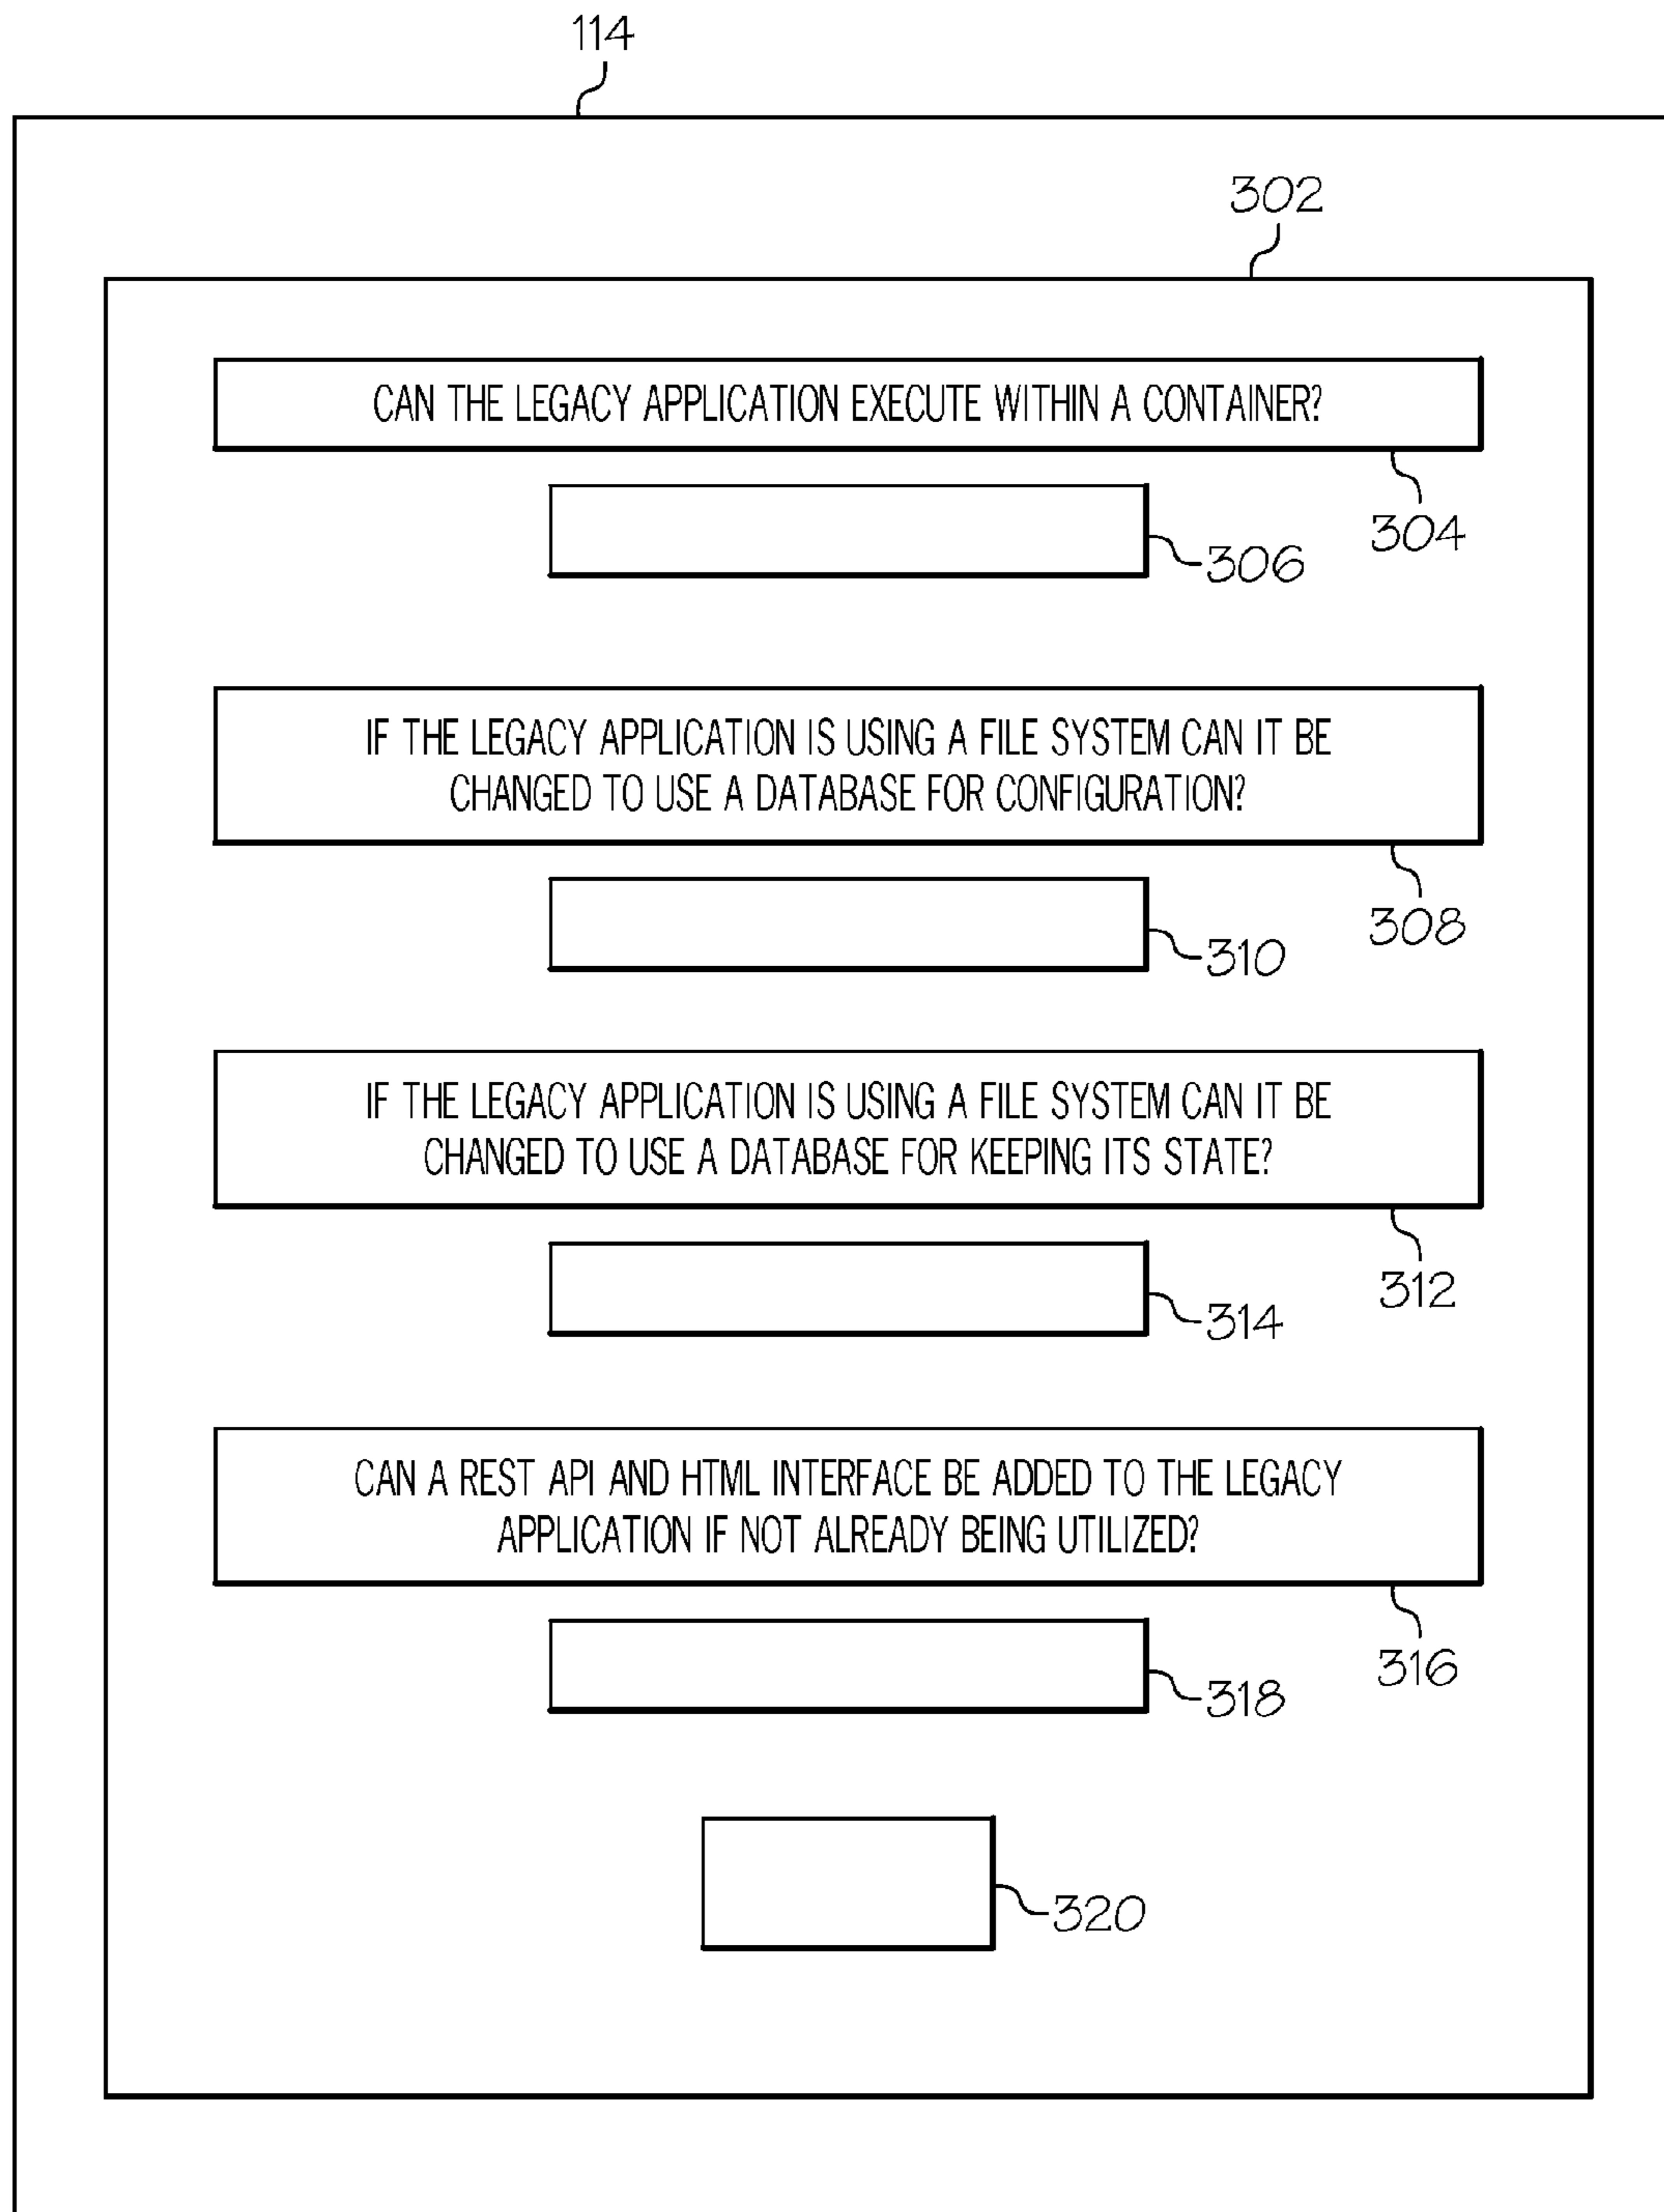 114
302
CAN THE LEGACY APPLICATION EXECUTE WITHIN A CONTAINER?
304
306
IF THE LEGACY APPLICATION IS USING A FILE SYSTEM CAN IT BE
CHANGED TO USE A DATABASE FOR CONFIGURATION?
308
310
IF THE LEGACY APPLICATION IS USING A FILE SYSTEM CAN IT BE
CHANGED TO USE A DATABASE FOR KEEPING ITS STATE?
312
314
CAN A REST API AND HTML INTERFACE BE ADDED TO THE LEGACY
APPLICATION IF NOT ALREADY BEING UTILIZED?
316
318
320